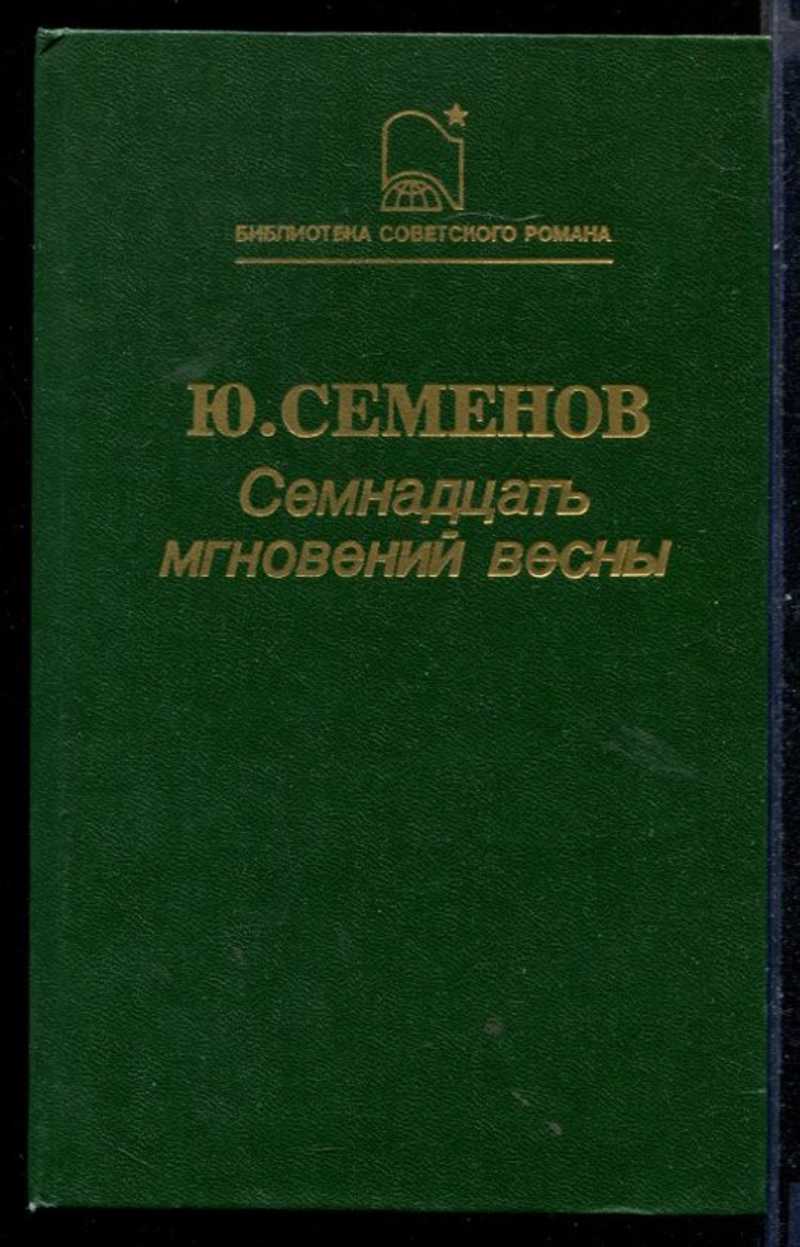 БИБЛИОТЕКА СОВЕТСКОГО РОМАНА
Ю.СЕМЕНОВ
Семнадцать
мгновений весны